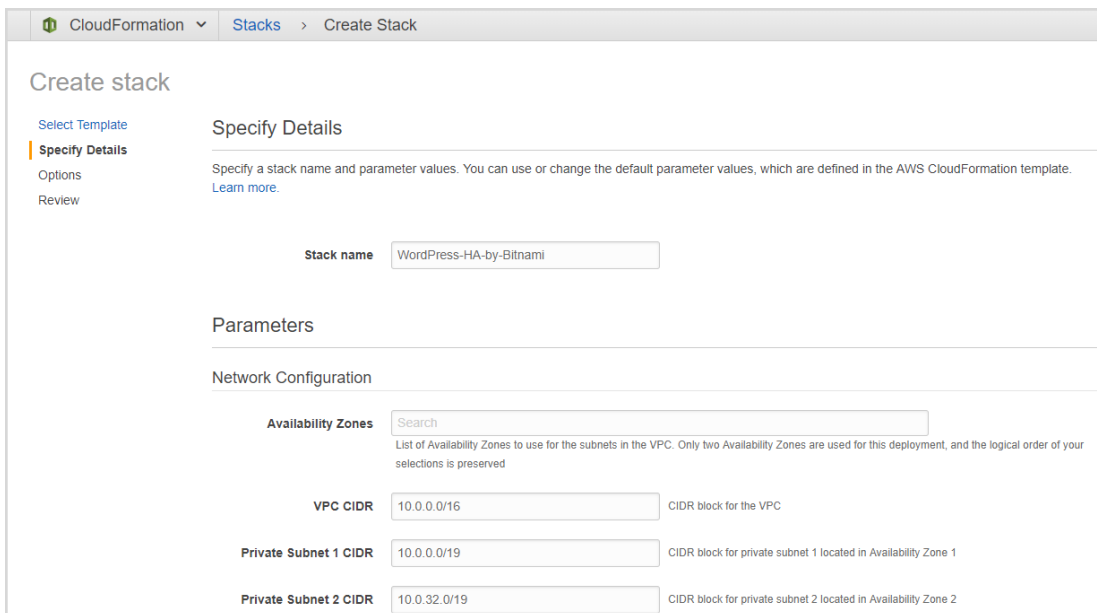 CloudFormation Stacks > Create Stack
Create stack
Select Template
Specify Details
Options
Review
Specify Details
Specify a stack name and parameter values. You can use or change the default parameter values, which are defined in the AWS CloudFormation template.
Learn more.
Stack name WordPress-HA-by-Bitnami
Parameters
Network Configuration
Availability Zones Search
List of Availability Zones to use for the subnets in the VPC. Only two Availability Zones are used for this deployment, and the logical order of your
selections is preserved
VPC CIDR 10.0.0.0/16 CIDR block for the VPC
Private Subnet 1 CIDR 10.0.0.0/19 CIDR block for private subnet 1 located in Availability Zone 1
Private Subnet 2 CIDR 10.0.32.0/19 CIDR block for private subnet 2 located in Availability Zone 2